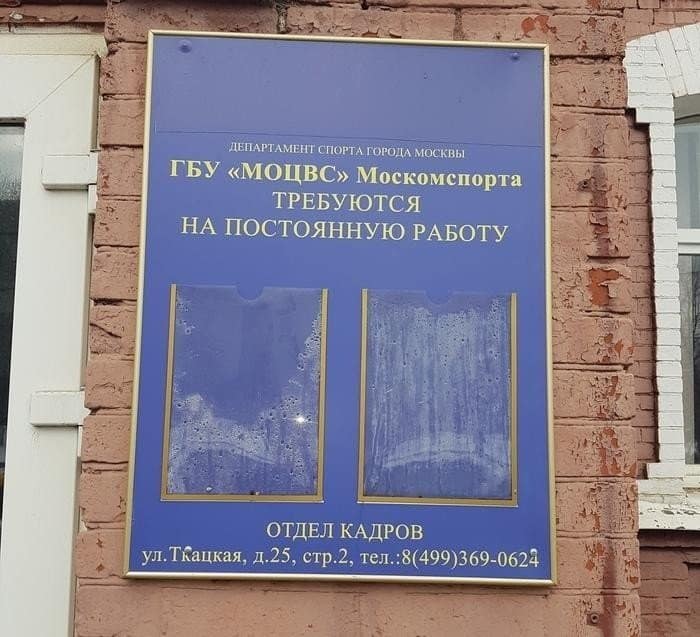 ДЕПАРТАМЕНТ СПОРТА ГОРОДА МОСКВЫ
ГБУ «МОЦВС» Москомспорта
ТРЕБУЮТСЯ
НА ПОСТОЯННУЮ РАБОТУ
ОТДЕЛ КАДРОВ
ул.Ткацкая, д.25, стр.2, тел.:8(499)369-0624